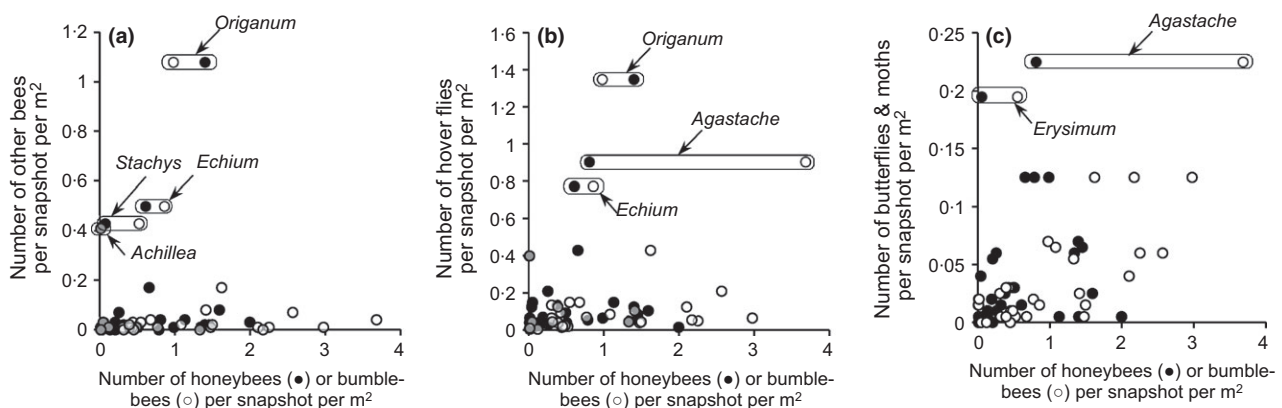 (a)
Number of other bees
per snapshot per m²
1·2
1
0·8
0·6
0·4
0·2
0
Origanum
Stachys
Echium
Achillea
0 1 2 3 4
Number of honeybees (●) or bumble-
bees (○) per snapshot per m²
(b)
Number of hover flies
per snapshot per m²
1·6
1·4
1·2
1
0·8
0·6
0·4
0·2
0
Origanum
Agastache
Echium
0 1 2 3 4
Number of honeybees (●) or bumble-
bees (○) per snapshot per m²
(c)
Number of butterflies & moths
per snapshot per m²
0·25
0·2
0·15
0·1
0·05
0
Agastache
Erysimum
0 1 2 3 4
Number of honeybees (●) or bumble-
bees (○) per snapshot per m²